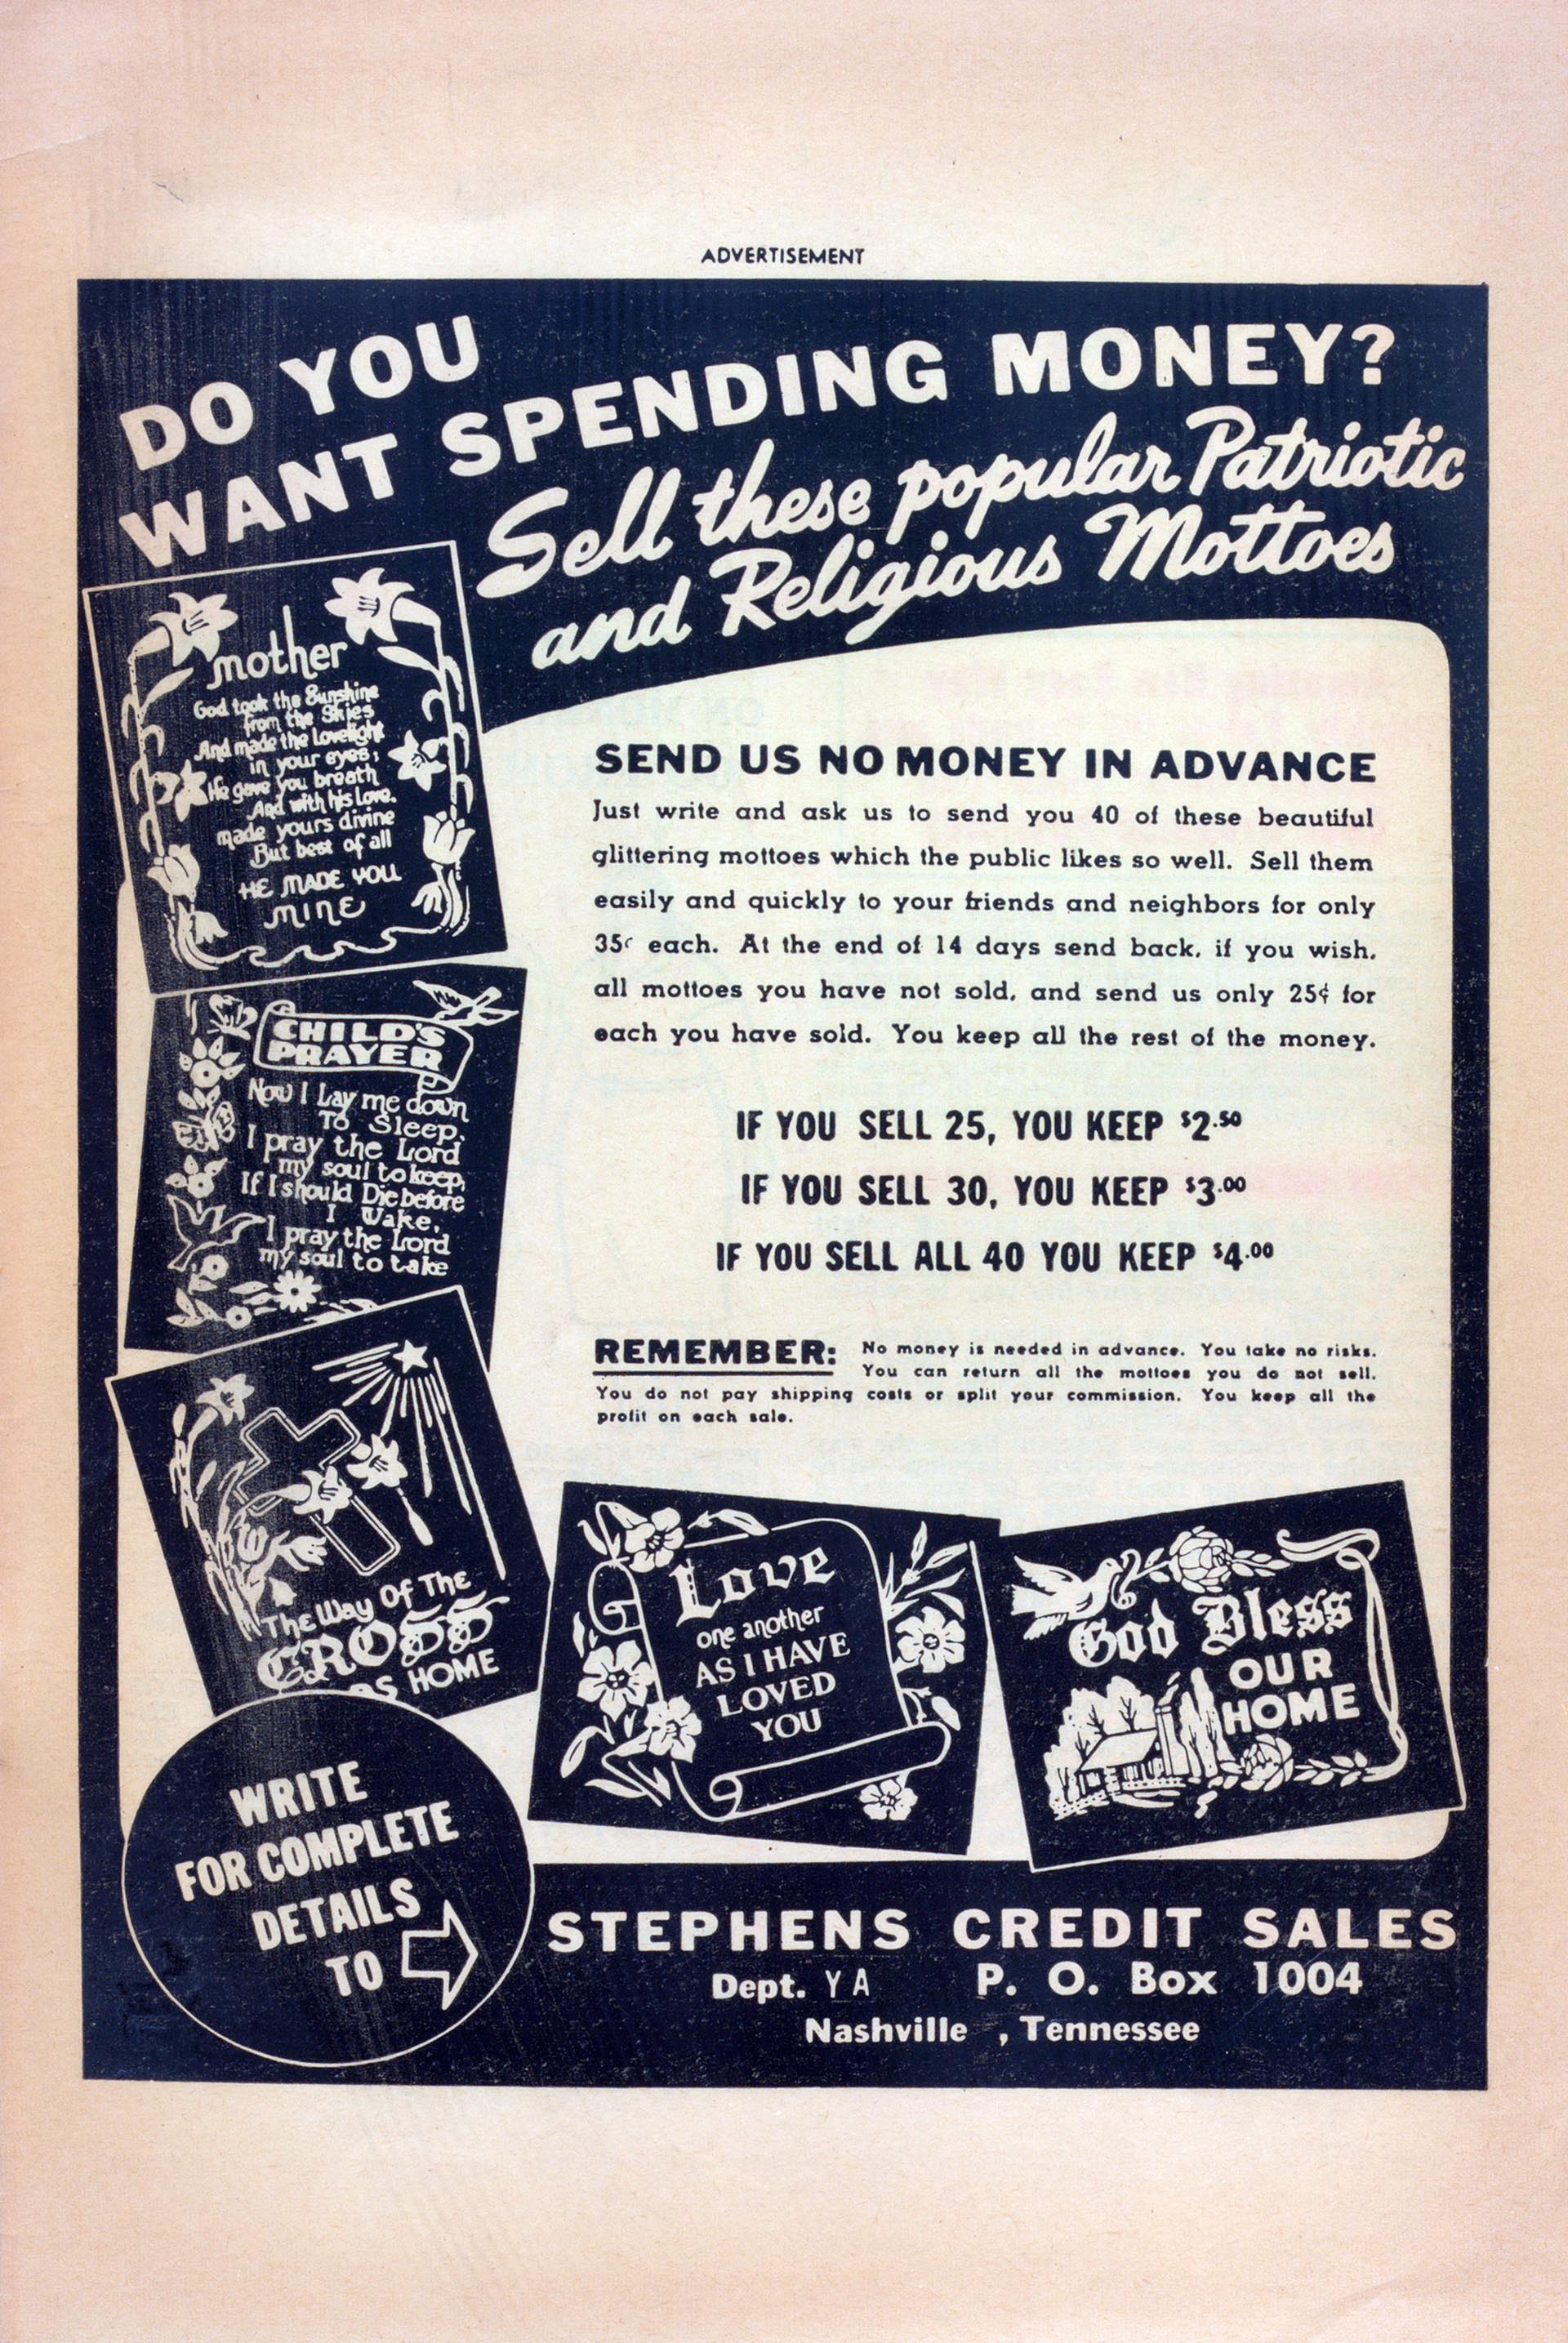 ADVERTISEMENT
DO YOU
WANT SPENDING MONEY?
Sell these popular Patriotic
and Religious Mottoes
mother
God took the Sunshine
from the Skies
And made the Lovelight
in your eyes;
He gave you breath
And with his Love.
made yours divine
But best of all
HE MADE YOU
MINE
CHILD'S
PRAYER
Now I Lay me down
To Sleep,
I pray the Lord
my soul to keep,
If I should Die before
I Wake,
I pray the Lord
my soul to take
The Way Of The
CROSS
HOME
SEND US NO MONEY IN ADVANCE
Just write and ask us to send you 40 of these beautiful
glittering mottoes which the public likes so well. Sell them
easily and quickly to your friends and neighbors for only
35¢ each. At the end of 14 days send back, if you wish,
all mottoes you have not sold, and send us only 25¢ for
each you have sold. You keep all the rest of the money.
IF YOU SELL 25, YOU KEEP $2.50
IF YOU SELL 30, YOU KEEP $3.00
IF YOU SELL ALL 40 YOU KEEP $4.00
REMEMBER: No money is needed in advance. You take no risks.
You can return all the mottoes you do not sell.
You do not pay shipping costs or split your commission. You keep all the
profit on each sale.
Love
one another
AS I HAVE
LOVED
YOU
God Bless
OUR
HOME
WRITE
FOR COMPLETE
DETAILS
TO
STEPHENS CREDIT SALES
Dept. YA P. O. Box 1004
Nashville , Tennessee